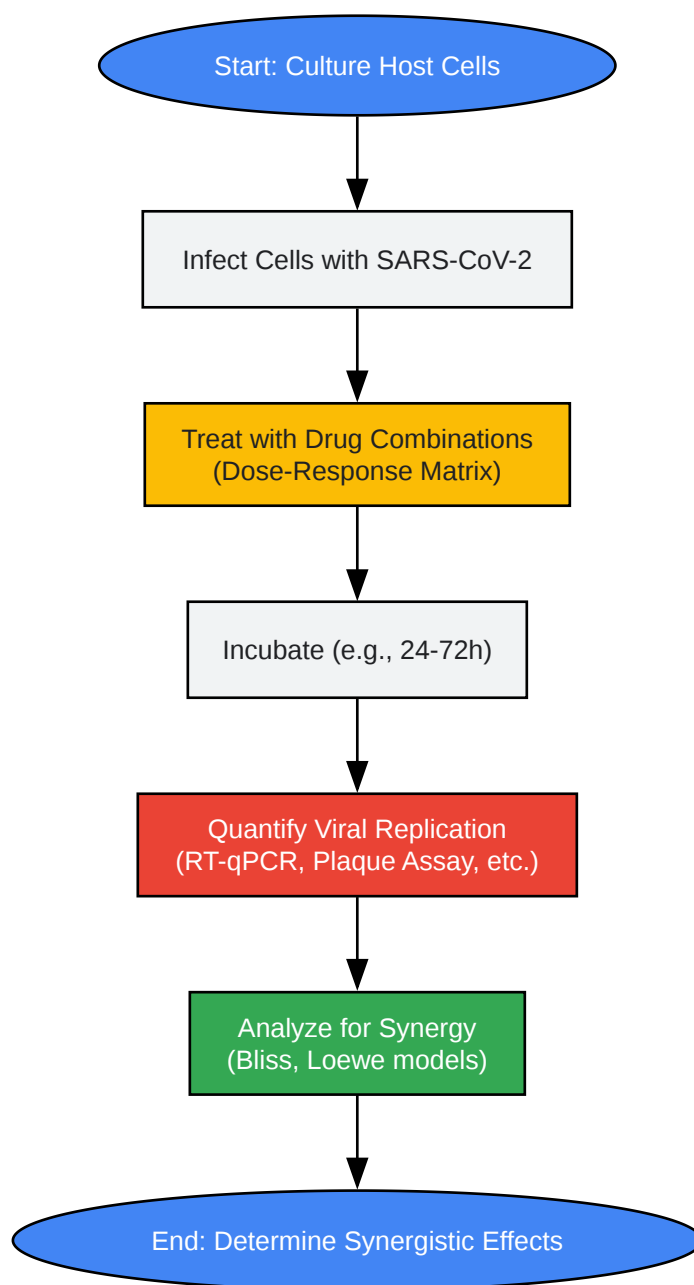 Start: Culture Host Cells
Infect Cells with SARS-CoV-2
Treat with Drug Combinations
(Dose-Response Matrix)
Incubate (e.g., 24-72h)
Quantify Viral Replication
(RT-qPCR, Plaque Assay, etc.)
Analyze for Synergy
(Bliss, Loewe models)
End: Determine Synergistic Effects